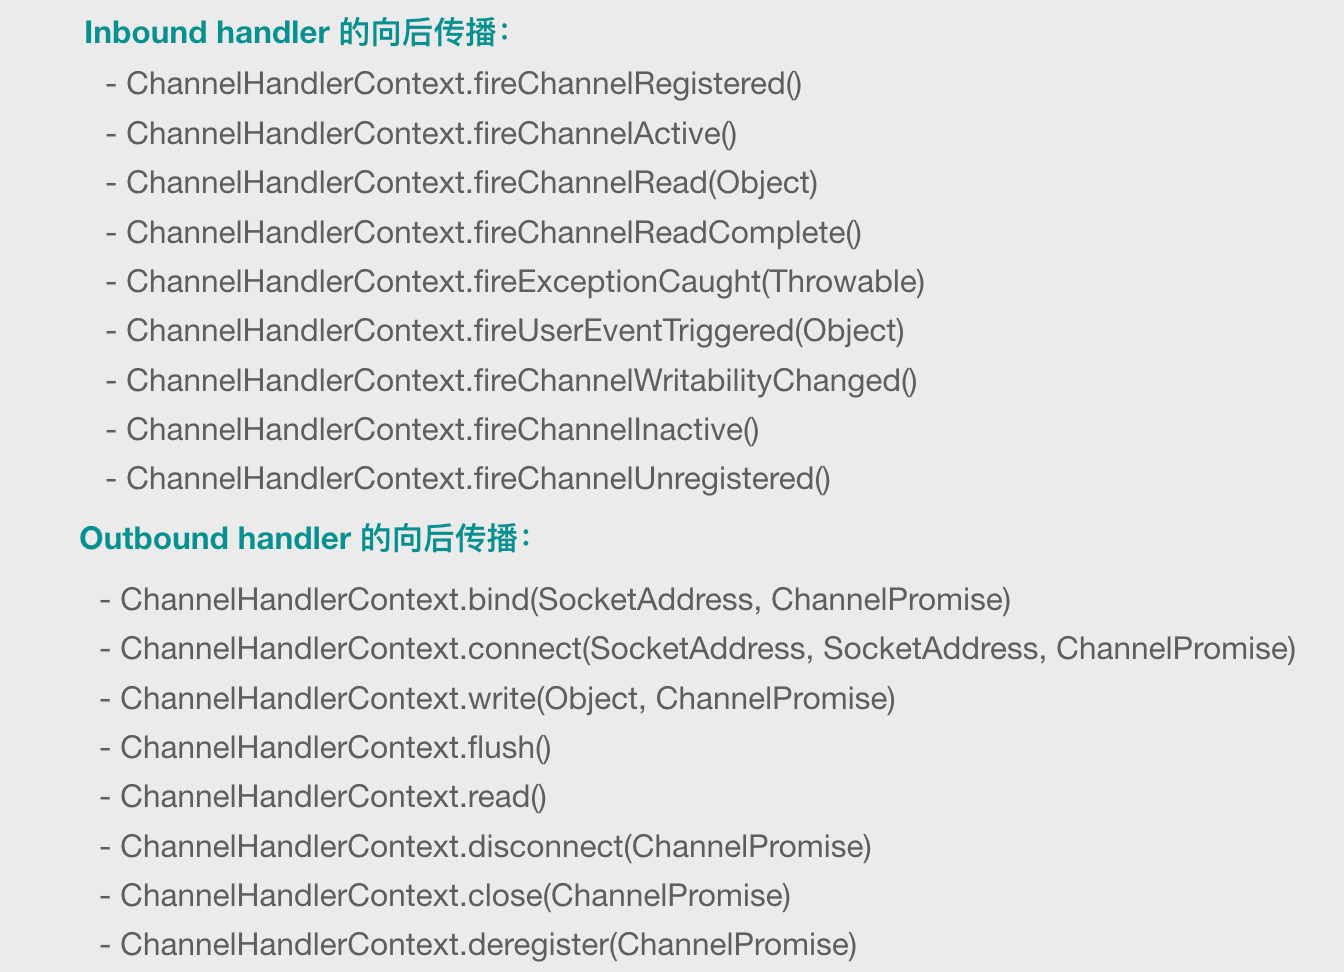 Inbound handler 的向后传播：
- ChannelHandlerContext.fireChannelRegistered()
- ChannelHandlerContext.fireChannelActive()
- ChannelHandlerContext.fireChannelRead(Object)
- ChannelHandlerContext.fireChannelReadComplete()
- ChannelHandlerContext.fireExceptionCaught(Throwable)
- ChannelHandlerContext.fireUserEventTriggered(Object)
- ChannelHandlerContext.fireChannelWritabilityChanged()
- ChannelHandlerContext.fireChannelInactive()
- ChannelHandlerContext.fireChannelUnregistered()
Outbound handler 的向后传播：
- ChannelHandlerContext.bind(SocketAddress, ChannelPromise)
- ChannelHandlerContext.connect(SocketAddress, SocketAddress, ChannelPromise)
- ChannelHandlerContext.write(Object, ChannelPromise)
- ChannelHandlerContext.flush()
- ChannelHandlerContext.read()
- ChannelHandlerContext.disconnect(ChannelPromise)
- ChannelHandlerContext.close(ChannelPromise)
- ChannelHandlerContext.deregister(ChannelPromise)